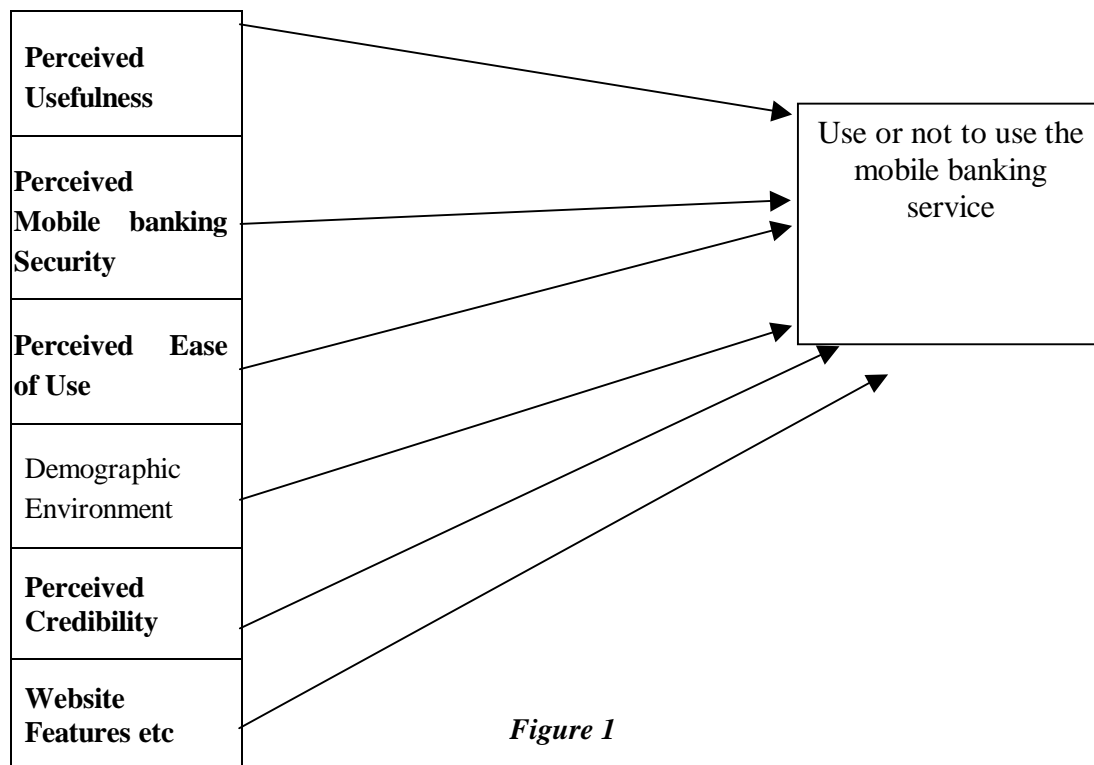 Perceived
Usefulness
Perceived
Mobile banking
Security
Perceived Ease
of Use
Demographic
Environment
Perceived
Credibility
Website
Features etc
Use or not to use the
mobile banking
service
Figure 1